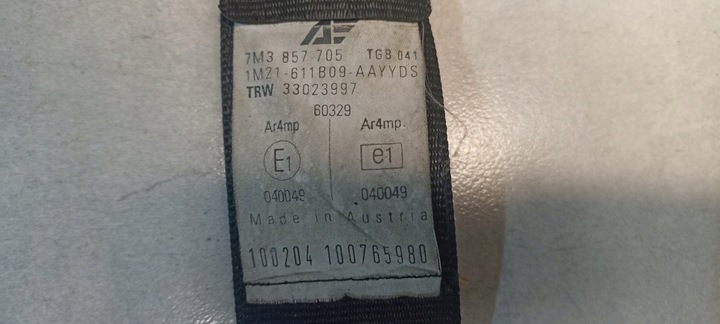 AE
7M3 857 705 TGB 041
1M21-611B09-AAYYDS
TRW 33023997
60329
Ar4mp Ar4mp
E1 e1
040049 040049
Made in Austria
100204 100765980